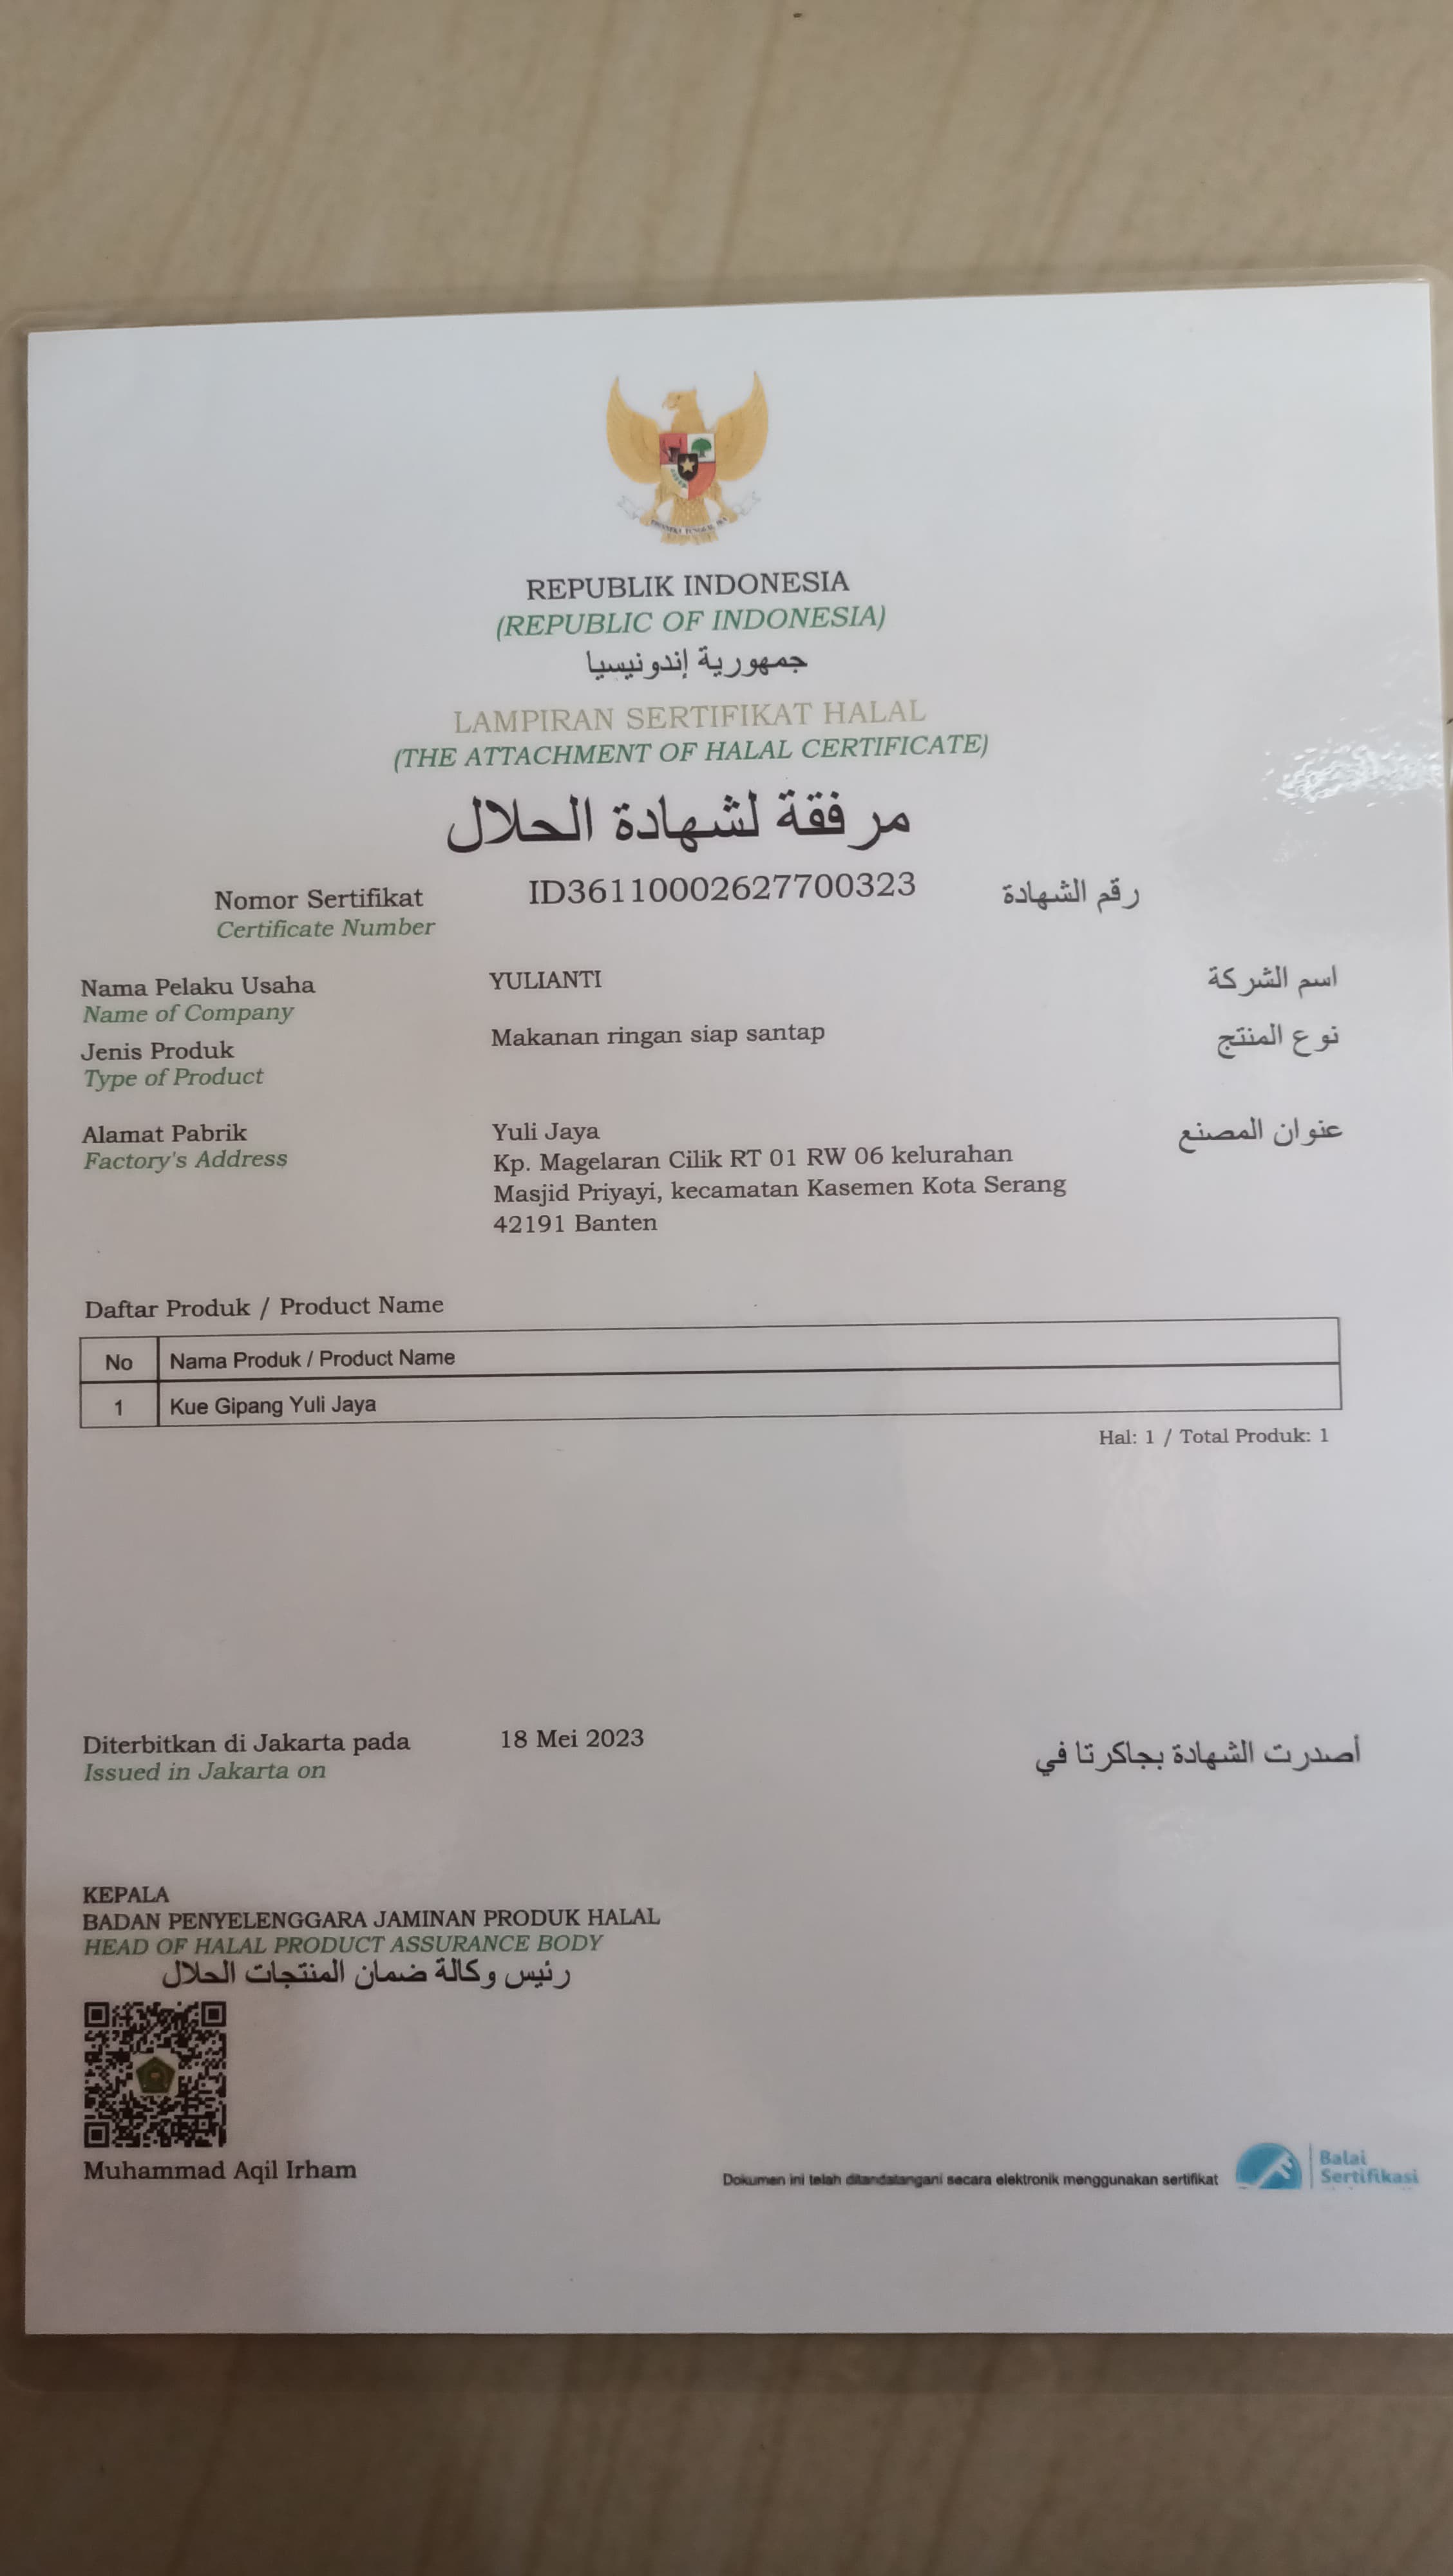 REPUBLIK INDONESIA
(REPUBLIC OF INDONESIA)
جمهورية إندونيسيا
LAMPIRAN SERTIFIKAT HALAL
(THE ATTACHMENT OF HALAL CERTIFICATE)
مرفقة لشهادة الحلال
Nomor Sertifikat ID36110002627700323 رقم الشهادة
Certificate Number
Nama Pelaku Usaha YULIANTI اسم الشركة
Name of Company
Jenis Produk Makanan ringan siap santap نوع المنتج
Type of Product
Alamat Pabrik Yuli Jaya عنوان المصنع
Factory's Address Kp. Magelaran Cilik RT 01 RW 06 kelurahan
Masjid Priyayi, kecamatan Kasemen Kota Serang
42191 Banten
Daftar Produk / Product Name
No Nama Produk / Product Name
1 Kue Gipang Yuli Jaya
Hal: 1 / Total Produk: 1
Diterbitkan di Jakarta pada 18 Mei 2023 أصدرت الشهادة بجاكرتا في
Issued in Jakarta on
KEPALA
BADAN PENYELENGGARA JAMINAN PRODUK HALAL
HEAD OF HALAL PRODUCT ASSURANCE BODY
رئيس وكالة ضمان المنتجات الحلال
Muhammad Aqil Irham
Dokumen ini telah ditandatangani secara elektronik menggunakan sertifikat
Balai
Sertifikasi